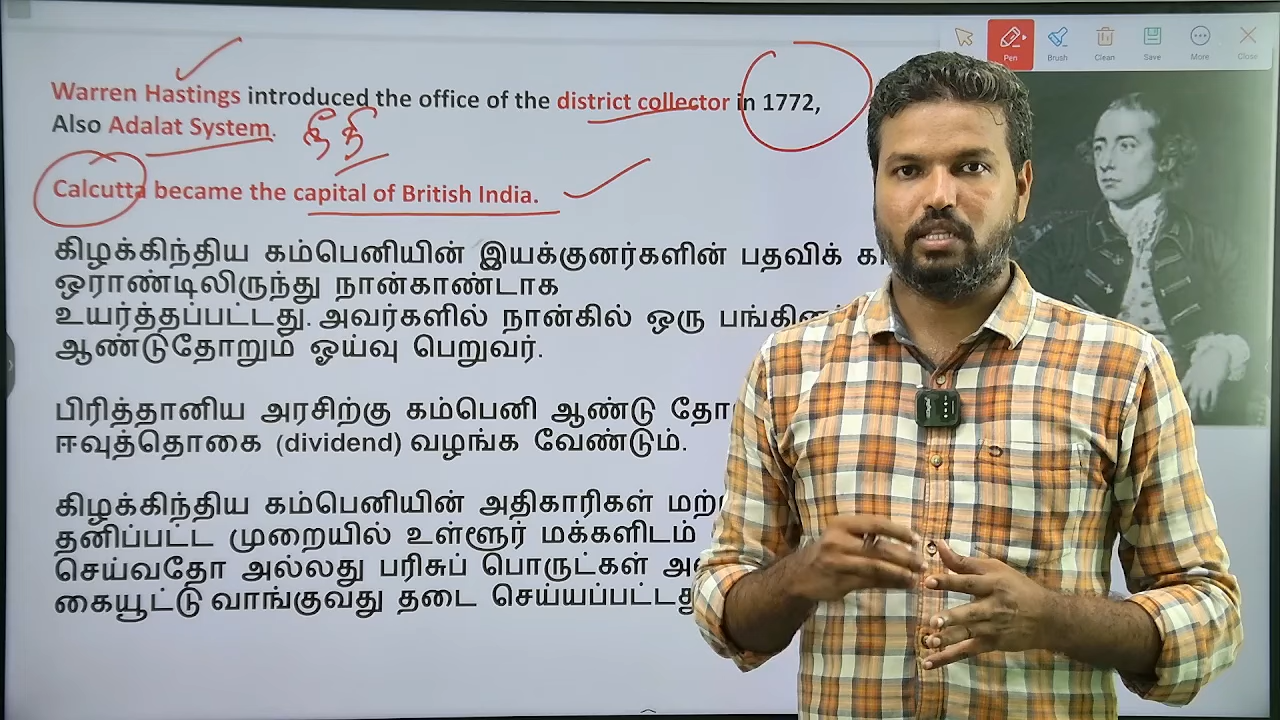 Warren Hastings introduced the office of the district collector in 1772,
Also Adalat System. நீதி
Calcutta became the capital of British India.
கிழக்கிந்திய கம்பெனியின் இயக்குனர்களின் பதவிக்
ஓராண்டிலிருந்து நான்காண்டாக
உயர்த்தப்பட்டது. அவர்களில் நான்கில் ஒரு
ஆண்டுதோறும் ஓய்வு பெறுவர்.
பிரித்தானிய அரசிற்கு கம்பெனி ஆண்டு
ஈவுத்தொகை (dividend) வழங்க வேண்டும்.
கிழக்கிந்திய கம்பெனியின் அதிகாரிகள்
தனிப்பட்ட முறையில் உள்ளூர் மக்களிடம்
செய்வதோ அல்லது பரிசுப் பொருட்கள்
கையூட்டு வாங்குவது தடை செய்யப்பட்டது
Pen
Brush
Clean
Save
More
Close